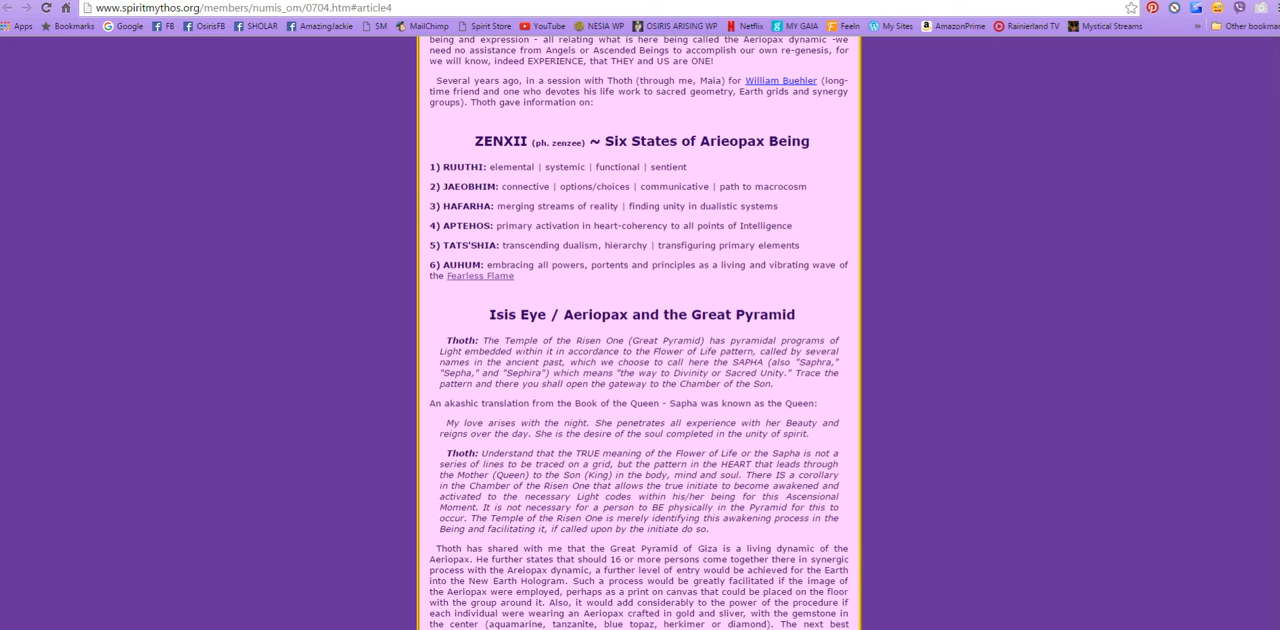 www.spiritmythos.org/members/numis_om/0704.htm#article4
Apps Bookmarks Google FB OsirisFB SHOLAR AmazingJackie SM MailChimp Spirit Store YouTube NESIA WP OSIRIS ARISING WP Netflix MY GAIA FeelIn My Sites AmazonPrime Rainierland TV Mystical Streams » Other bookmar
being and expression - all relating what is here being called the Aeriopax dynamic -we
need no assistance from Angels or Ascended Beings to accomplish our own re-genesis, for
we will know, indeed EXPERIENCE, that THEY and US are ONE!
Several years ago, in a session with Thoth (through me, Maia) for William Buehler (long-
time friend and one who devotes his life work to sacred geometry, Earth grids and synergy
groups). Thoth gave information on:
ZENXII (ph. zenzee) ~ Six States of Arieopax Being
1) RUUTHI: elemental | systemic | functional | sentient
2) JAEOBHIM: connective | options/choices | communicative | path to macrocosm
3) HAFARHA: merging streams of reality | finding unity in dualistic systems
4) APTEHOS: primary activation in heart-coherency to all points of Intelligence
5) TATS'SHIA: transcending dualism, hierarchy | transfiguring primary elements
6) AUHUM: embracing all powers, portents and principles as a living and vibrating wave of
the Fearless Flame
Isis Eye / Aeriopax and the Great Pyramid
Thoth: The Temple of the Risen One (Great Pyramid) has pyramidal programs of
Light embedded within it in accordance to the Flower of Life pattern, called by several
names in the ancient past, which we choose to call here the SAPHA (also "Saphra,"
"Sepha," and "Sephira") which means "the way to Divinity or Sacred Unity." Trace the
pattern and there you shall open the gateway to the Chamber of the Son.
An akashic translation from the Book of the Queen - Sapha was known as the Queen:
My love arises with the night. She penetrates all experience with her Beauty and
reigns over the day. She is the desire of the soul completed in the unity of spirit.
Thoth: Understand that the TRUE meaning of the Flower of Life or the Sapha is not a
series of lines to be traced on a grid, but the pattern in the HEART that leads through
the Mother (Queen) to the Son (King) in the body, mind and soul. There IS a corollary
in the Chamber of the Risen One that allows the true initiate to become awakened and
activated to the necessary Light codes within his/her being for this Ascensional
Moment. It is not necessary for a person to BE physically in the Pyramid for this to
occur. The Temple of the Risen One is merely identifying this awakening process in the
Being and facilitating it, if called upon by the initiate do so.
Thoth has shared with me that the Great Pyramid of Giza is a living dynamic of the
Aeriopax. He further states that should 16 or more persons come together there in synergic
process with the Areiopax dynamic, a further level of entry would be achieved for the Earth
into the New Earth Hologram. Such a process would be greatly facilitated if the image of
the Aeriopax were employed, perhaps as a print on canvas that could be placed on the floor
with the group around it. Also, it would add considerably to the power of the procedure if
each individual were wearing an Aeriopax crafted in gold and sliver, with the gemstone in
the center (aquamarine, tanzanite, blue topaz, herkimer or diamond). The next best